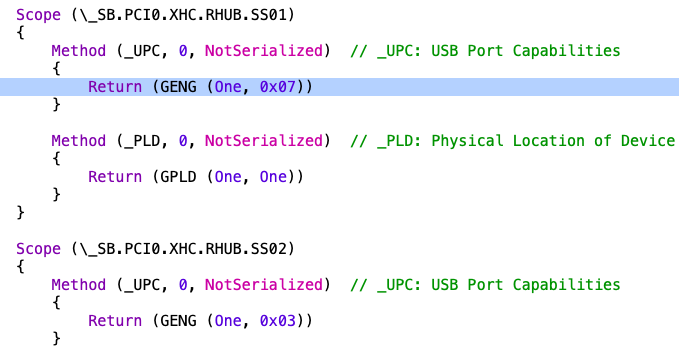 Scope (\_SB.PCI0.XHC.RHUB.SS01)
{
    Method (_UPC, 0, NotSerialized)  // _UPC: USB Port Capabilities
    {
        Return (GENG (One, 0x07))
    }

    Method (_PLD, 0, NotSerialized)  // _PLD: Physical Location of Device
    {
        Return (GPLD (One, One))
    }
}

Scope (\_SB.PCI0.XHC.RHUB.SS02)
{
    Method (_UPC, 0, NotSerialized)  // _UPC: USB Port Capabilities
    {
        Return (GENG (One, 0x03))
    }